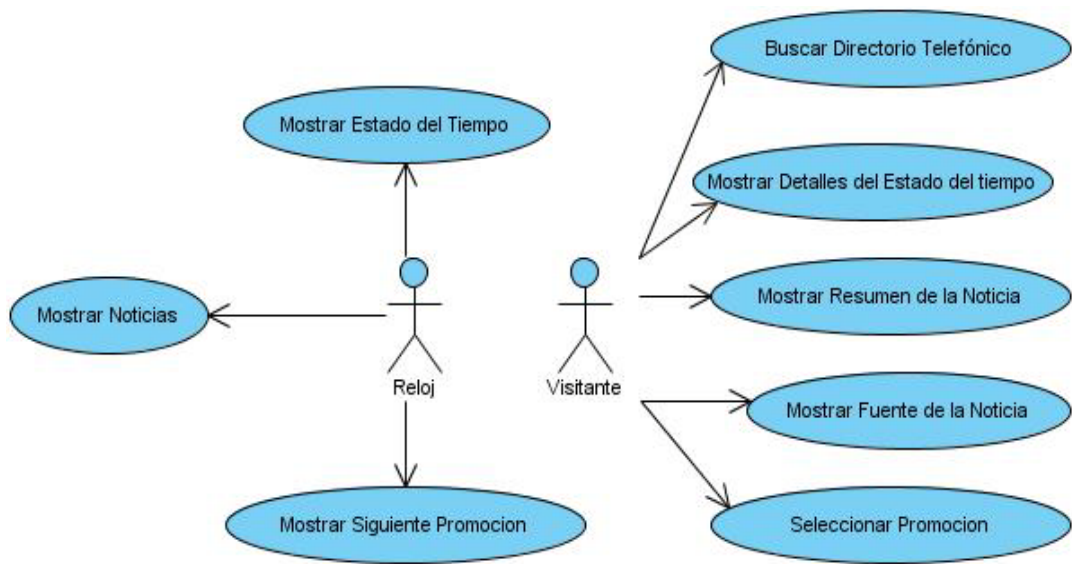 Buscar Directorio Telefónico
Mostrar Estado del Tiempo
Mostrar Detalles del Estado del tiempo
Mostrar Noticias
Mostrar Resumen de la Noticia
Reloj
Visitante
Mostrar Fuente de la Noticia
Mostrar Siguiente Promocion
Seleccionar Promocion